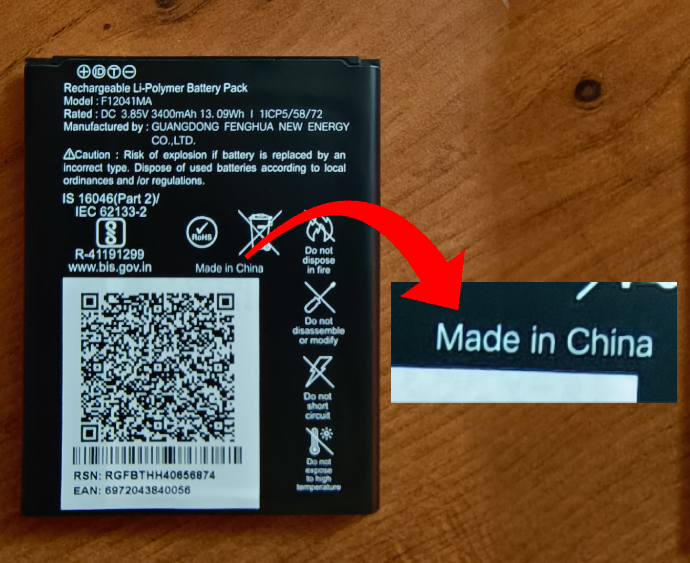 Rechargeable Li-Polymer Battery Pack
Model : F12041MA
Rated : DC 3.85V 3400mAh 13.09Wh I 1ICP5/58/72
Manufactured by : GUANGDONG FENGHUA NEW ENERGY
CO.,LTD.
Caution : Risk of explosion if battery is replaced by an
incorrect type. Dispose of used batteries according to local
ordinances and /or regulations.
IS 16046(Part 2)/
IEC 62133-2
R-41191299
www.bis.gov.in
RoHS
Made in China
Do not
dispose
in fire
Do not
disassemble
or modify
Do not
short
circuit
Do not
expose
to high
temperature
RSN: RGFBTHH40656874
EAN: 6972043840056
Made in China